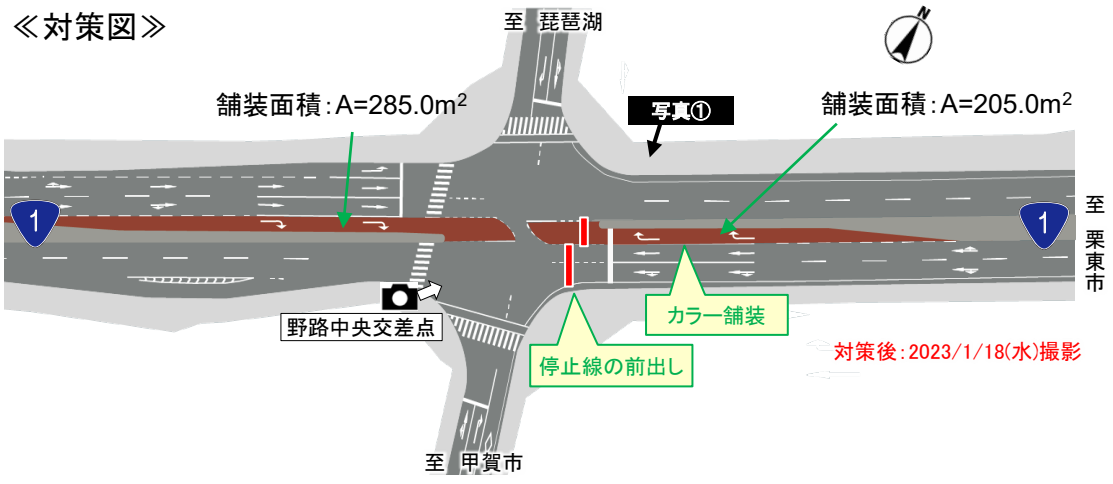 ≪対策図≫
至 琵琶湖
N
舗装面積：A=285.0m²
写真①
舗装面積：A=205.0m²
1
1
至 栗東市
野路中央交差点
カラー舗装
停止線の前出し
対策後：2023/1/18(水)撮影
至 甲賀市